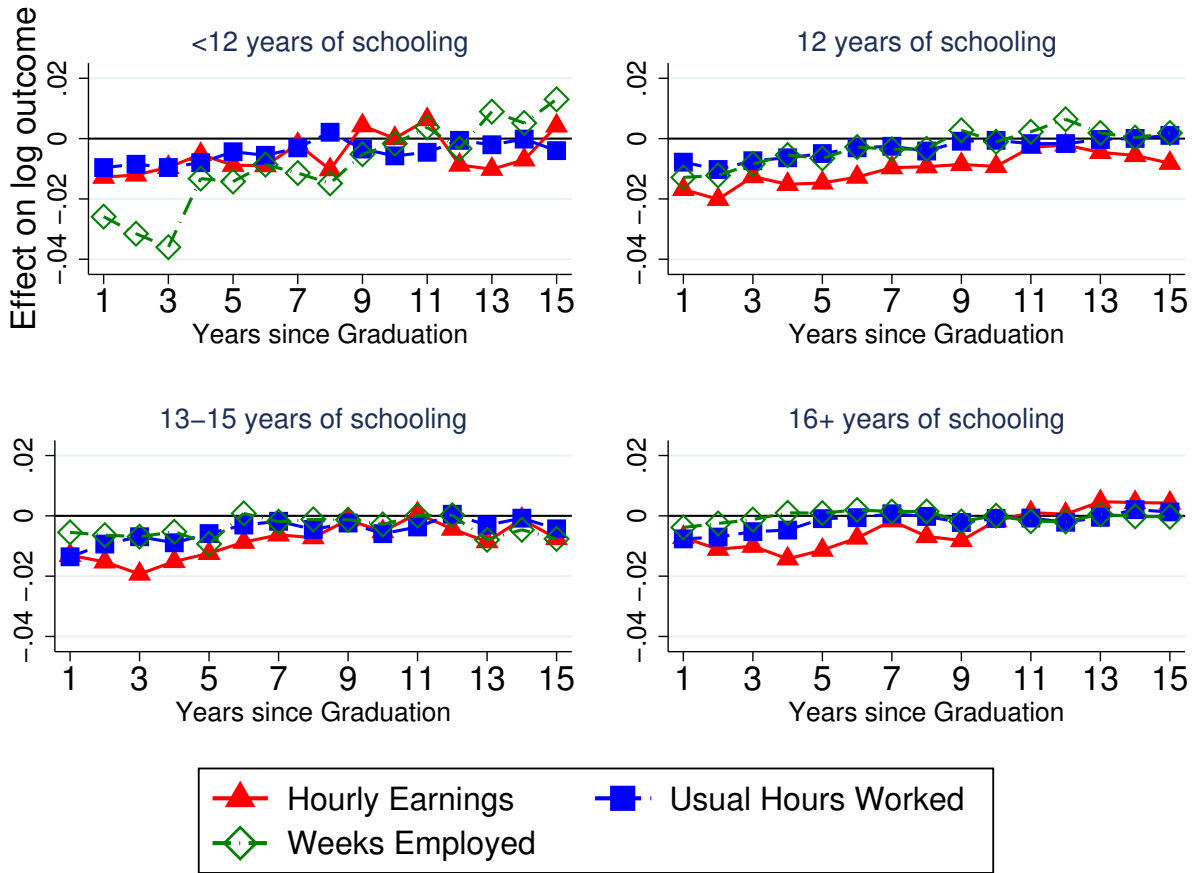 Effect on log outcome
<12 years of schooling
.02
0
−.02
−.04
1 3 5 7 9 11 13 15
Years since Graduation
12 years of schooling
.02
0
−.02
−.04
1 3 5 7 9 11 13 15
Years since Graduation
13−15 years of schooling
.02
0
−.02
−.04
1 3 5 7 9 11 13 15
Years since Graduation
16+ years of schooling
.02
0
−.02
−.04
1 3 5 7 9 11 13 15
Years since Graduation
Hourly Earnings
Usual Hours Worked
Weeks Employed